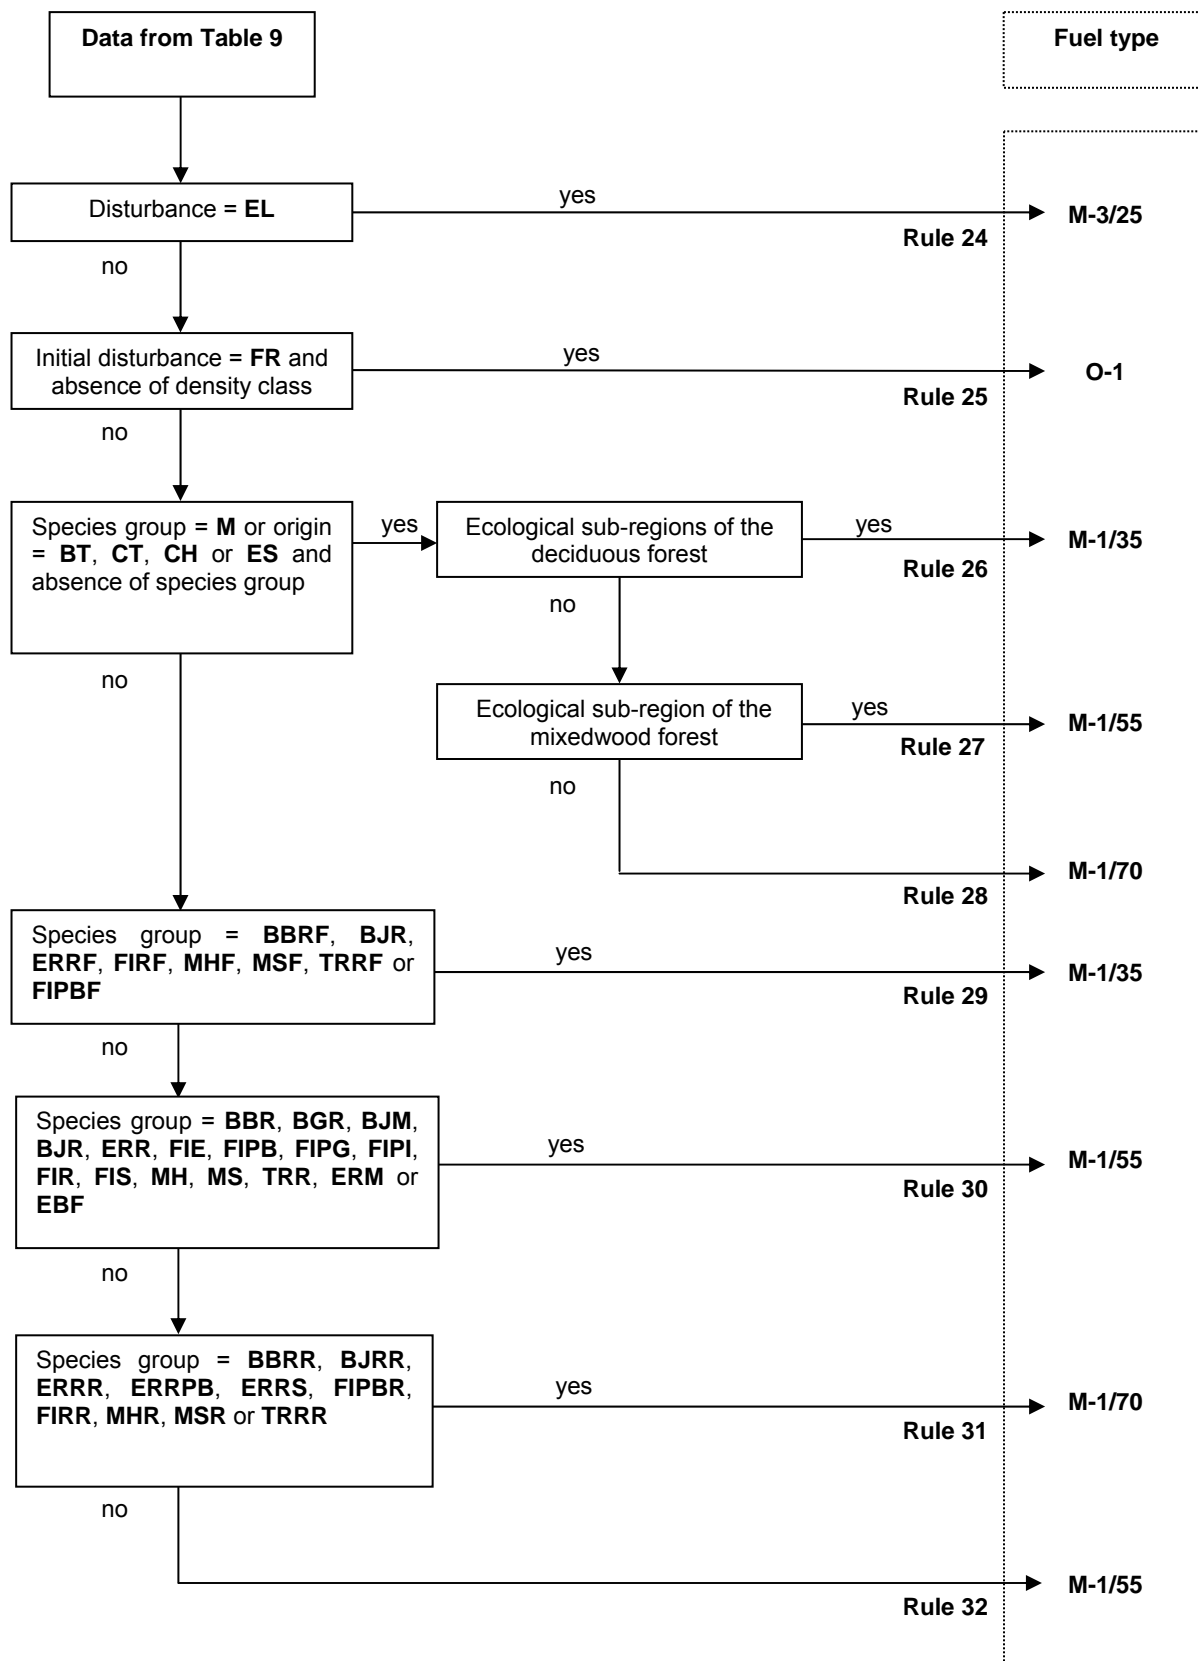 Data from Table 9
Fuel type
Disturbance = EL
yes
Rule 24
M-3/25
no
Initial disturbance = FR and
absence of density class
yes
Rule 25
O-1
no
Species group = M or origin
= BT, CT, CH or ES and
absence of species group
yes
Ecological sub-regions of the
deciduous forest
yes
Rule 26
M-1/35
no
no
Ecological sub-region of the
mixedwood forest
yes
Rule 27
M-1/55
no
Rule 28
M-1/70
Species group = BBRF, BJR,
ERRF, FIRF, MHF, MSF, TRRF or
FIPBF
yes
Rule 29
M-1/35
no
Species group = BBR, BGR, BJM,
BJR, ERR, FIE, FIPB, FIPG, FIPI,
FIR, FIS, MH, MS, TRR, ERM or
EBF
yes
Rule 30
M-1/55
no
Species group = BBRR, BJRR,
ERRR, ERRPB, ERRS, FIPBR,
FIRR, MHR, MSR or TRRR
yes
Rule 31
M-1/70
no
Rule 32
M-1/55